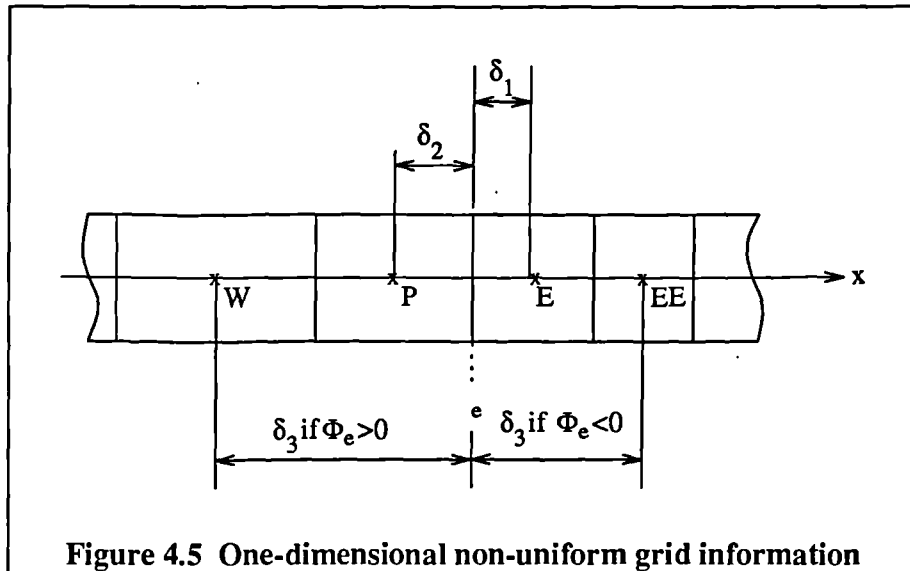 δ₁
δ₂
W P E EE x
e
δ₃ if Φₑ>0 δ₃ if Φₑ<0
Figure 4.5 One-dimensional non-uniform grid information